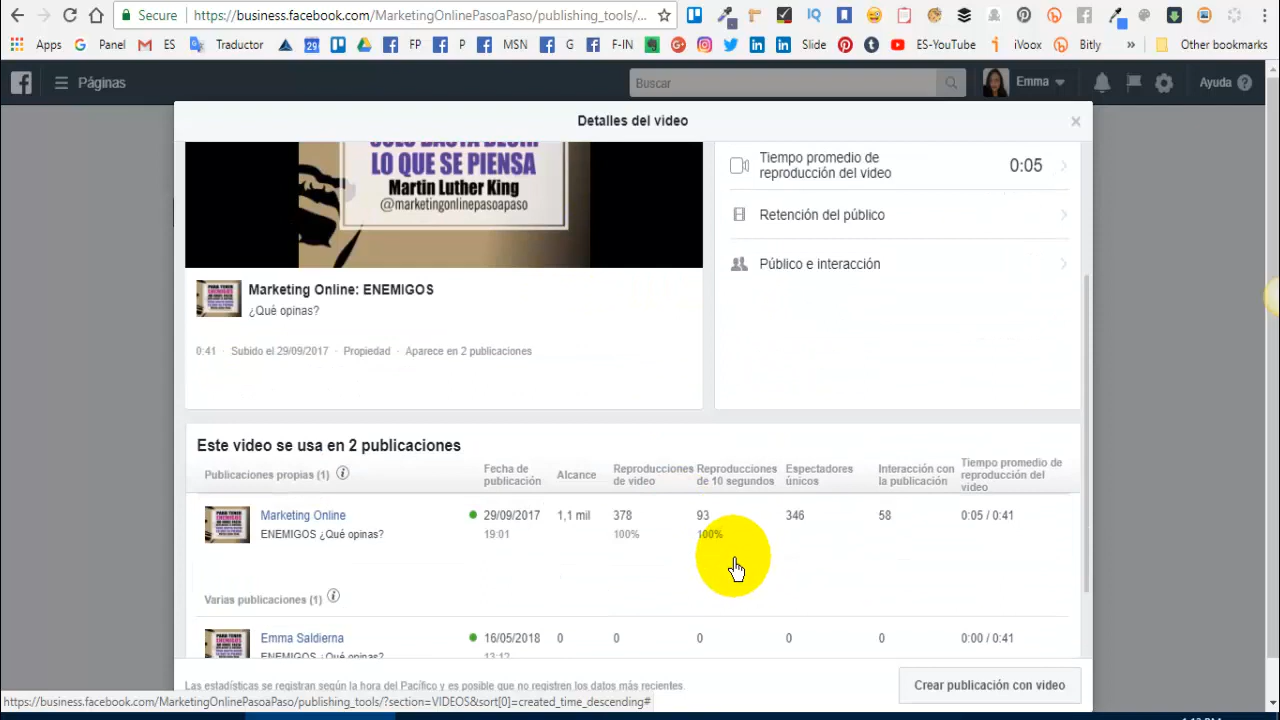 Secure https://business.facebook.com/MarketingOnlinePasoaPaso/publishing_tools/...
Apps Panel ES Traductor 29 FP P MSN G F-IN Slide ES-YouTube iVoox Bitly » Other bookmarks
Páginas Buscar Emma Ayuda
Detalles del video
LO QUE SE PIENSA
Martin Luther King
@marketingonlinepasoapaso
Tiempo promedio de reproducción del video 0:05
Retención del público
Público e interacción
Marketing Online: ENEMIGOS
¿Qué opinas?
0:41 · Subido el 29/09/2017 · Propiedad · Aparece en 2 publicaciones
Este video se usa en 2 publicaciones
Publicaciones propias (1) Fecha de publicación Alcance Reproducciones de video Reproducciones de 10 segundos Espectadores únicos Interacción con la publicación Tiempo promedio de reproducción del video
Marketing Online 29/09/2017 1,1 mil 378 93 346 58 0:05 / 0:41
ENEMIGOS ¿Qué opinas? 19:01 100% 100%
Varias publicaciones (1)
Emma Saldierna 16/05/2018 0 0 0 0 0 0:00 / 0:41
ENEMIGOS ¿Qué opinas? 13:12
Las estadísticas se registran según la hora del Pacífico y es posible que no registren los datos más recientes.
Crear publicación con video
https://business.facebook.com/MarketingOnlinePasoaPaso/publishing_tools/?section=VIDEOS&sort[0]=created_time_descending#